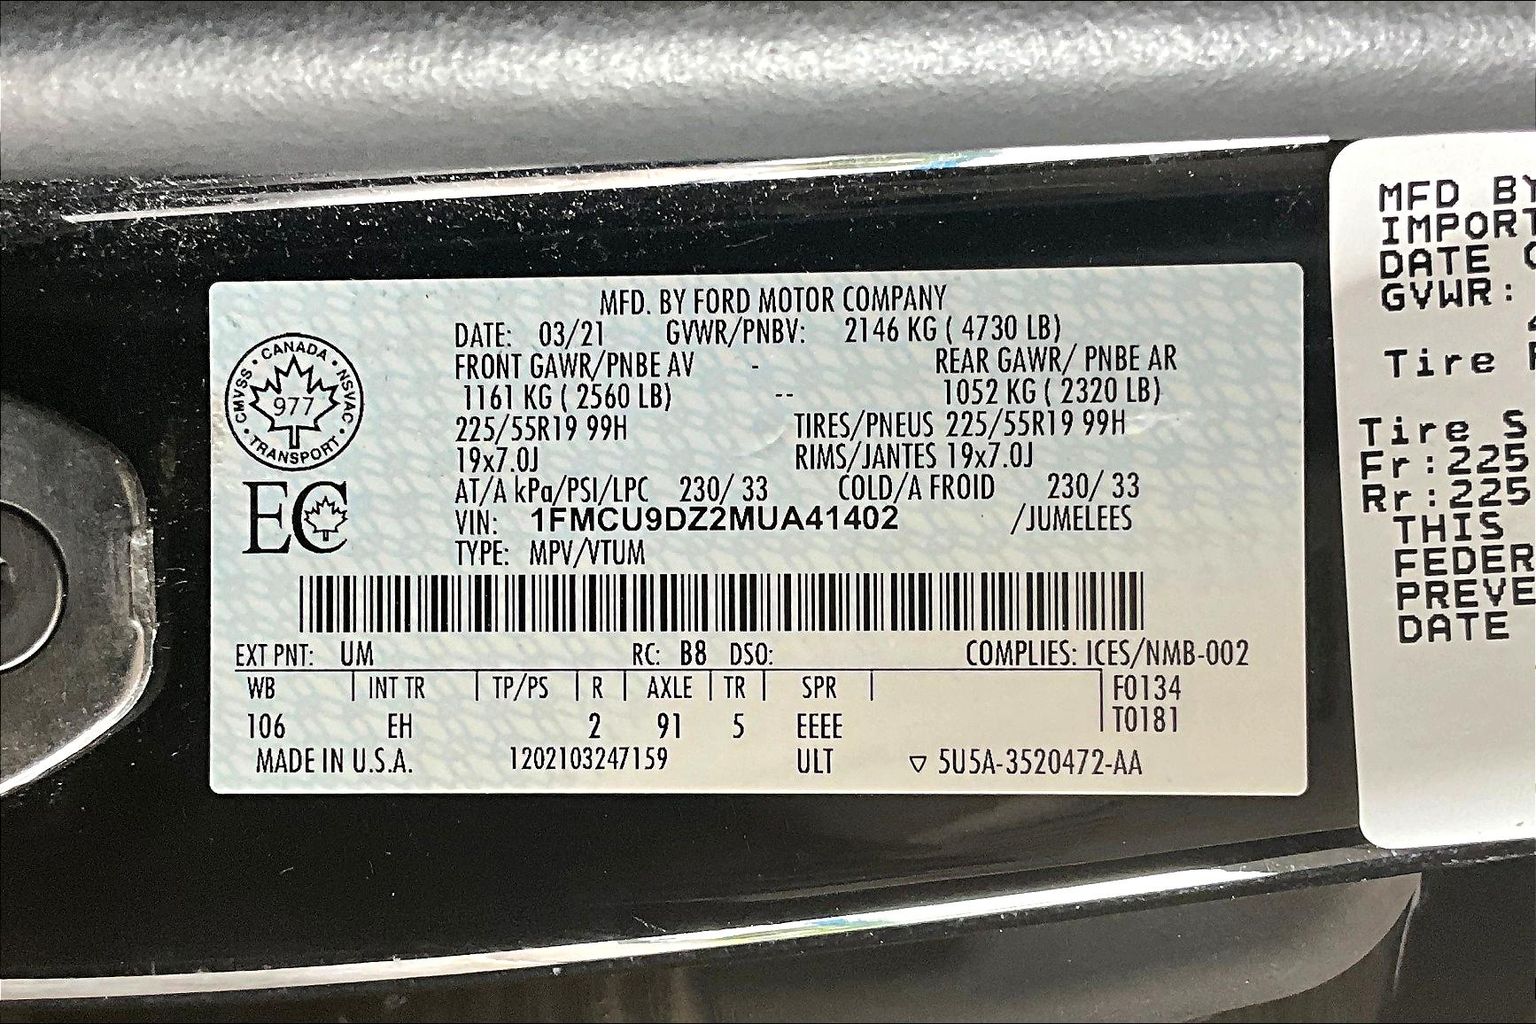 MFD. BY FORD MOTOR COMPANY
DATE: 03/21 GVWR/PNBV: 2146 KG ( 4730 LB)
FRONT GAWR/PNBE AV - REAR GAWR/ PNBE AR
1161 KG ( 2560 LB) -- 1052 KG ( 2320 LB)
225/55R19 99H TIRES/PNEUS 225/55R19 99H
19x7.0J RIMS/JANTES 19x7.0J
AT/A kPa/PSI/LPC 230/ 33 COLD/A FROID 230/ 33
VIN: 1FMCU9DZ2MUA41402 /JUMELEES
TYPE: MPV/VTUM
CANADA
CMVSS • NSVAC
977
TRANSPORT
EC
EXT PNT: UM RC: B8 DSO: COMPLIES: ICES/NMB-002
WB | INT TR | TP/PS | R | AXLE | TR | SPR | F0134
T0181
106 EH 2 91 5 EEEE
MADE IN U.S.A. 1202103247159 ULT ▽ 5U5A-3520472-AA
MFD BY
IMPORT
DATE
GVWR:
Tire
Tire S
Fr:225
Rr:225
THIS
FEDER
PREVE
DATE